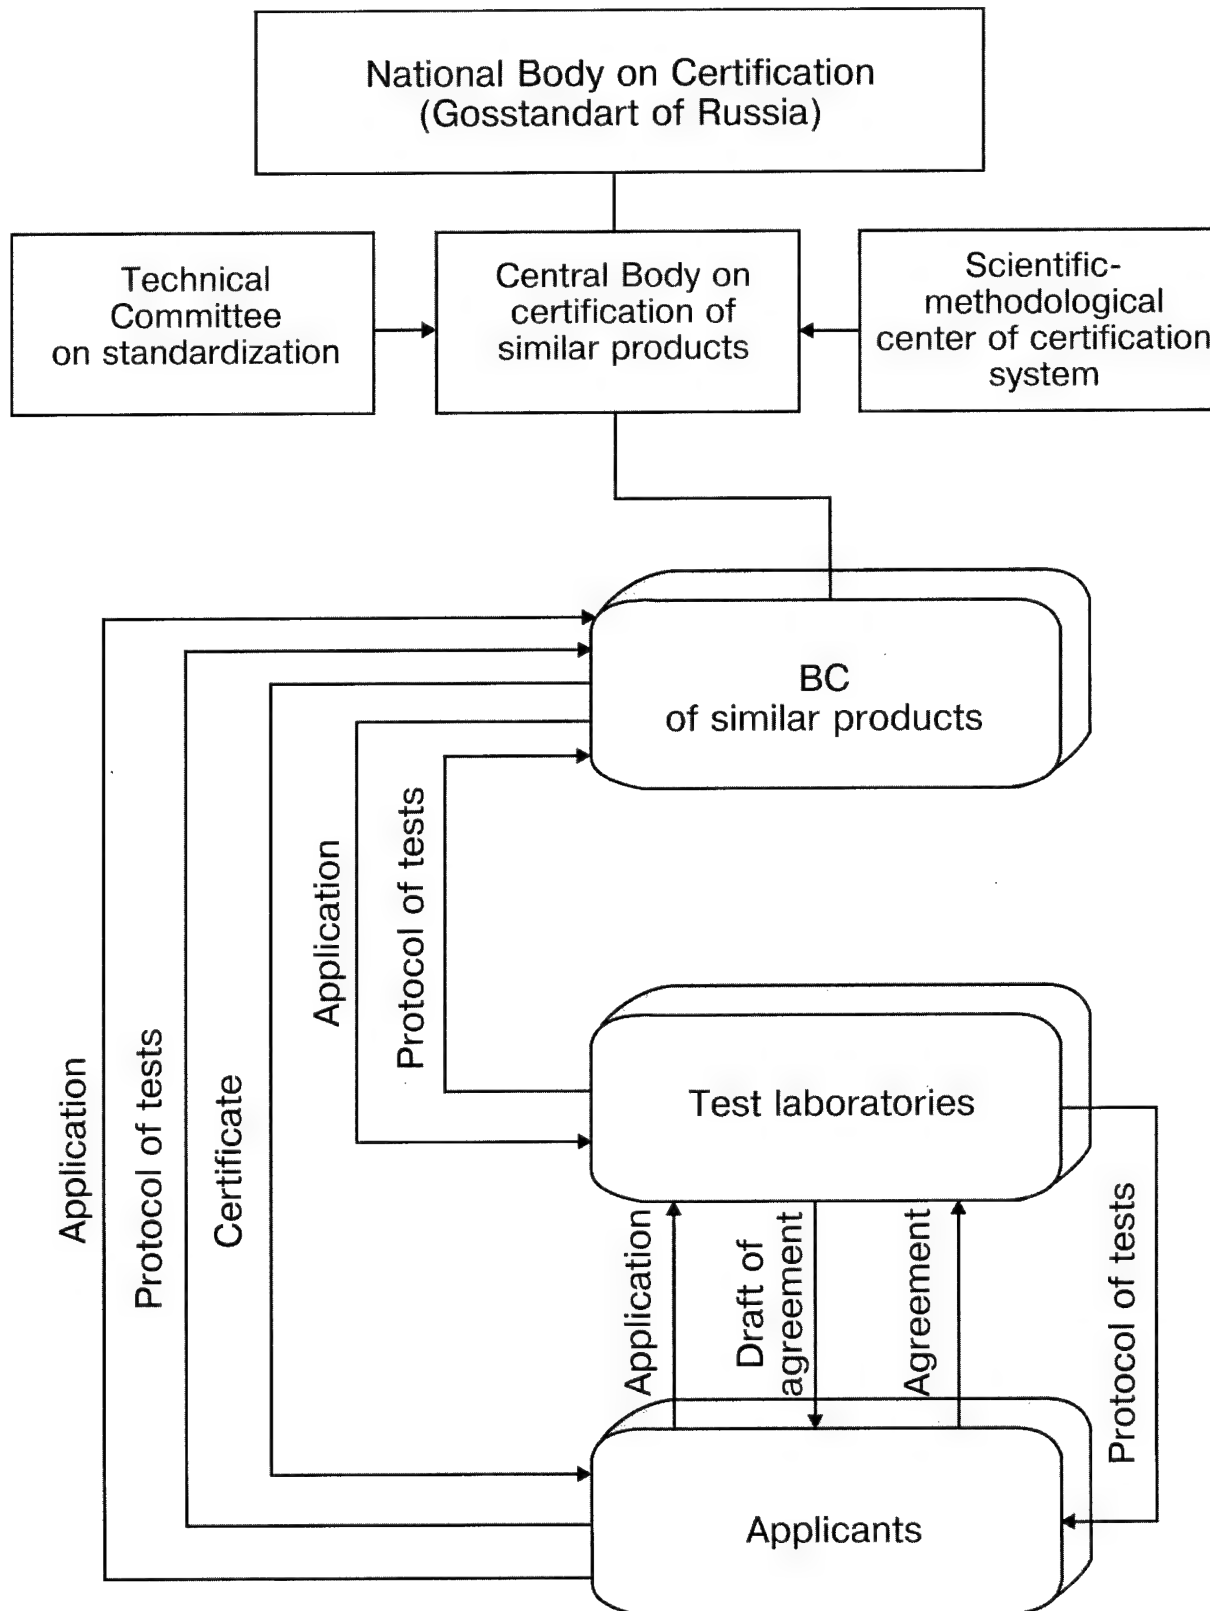 National Body on Certification
(Gosstandart of Russia)
Technical
Committee
on standardization
Central Body on
certification of
similar products
Scientific-
methodological
center of certification
system
BC
of similar products
Application
Protocol of tests
Certificate
Application
Protocol of tests
Test laboratories
Application
Draft of
agreement
Agreement
Protocol of tests
Applicants